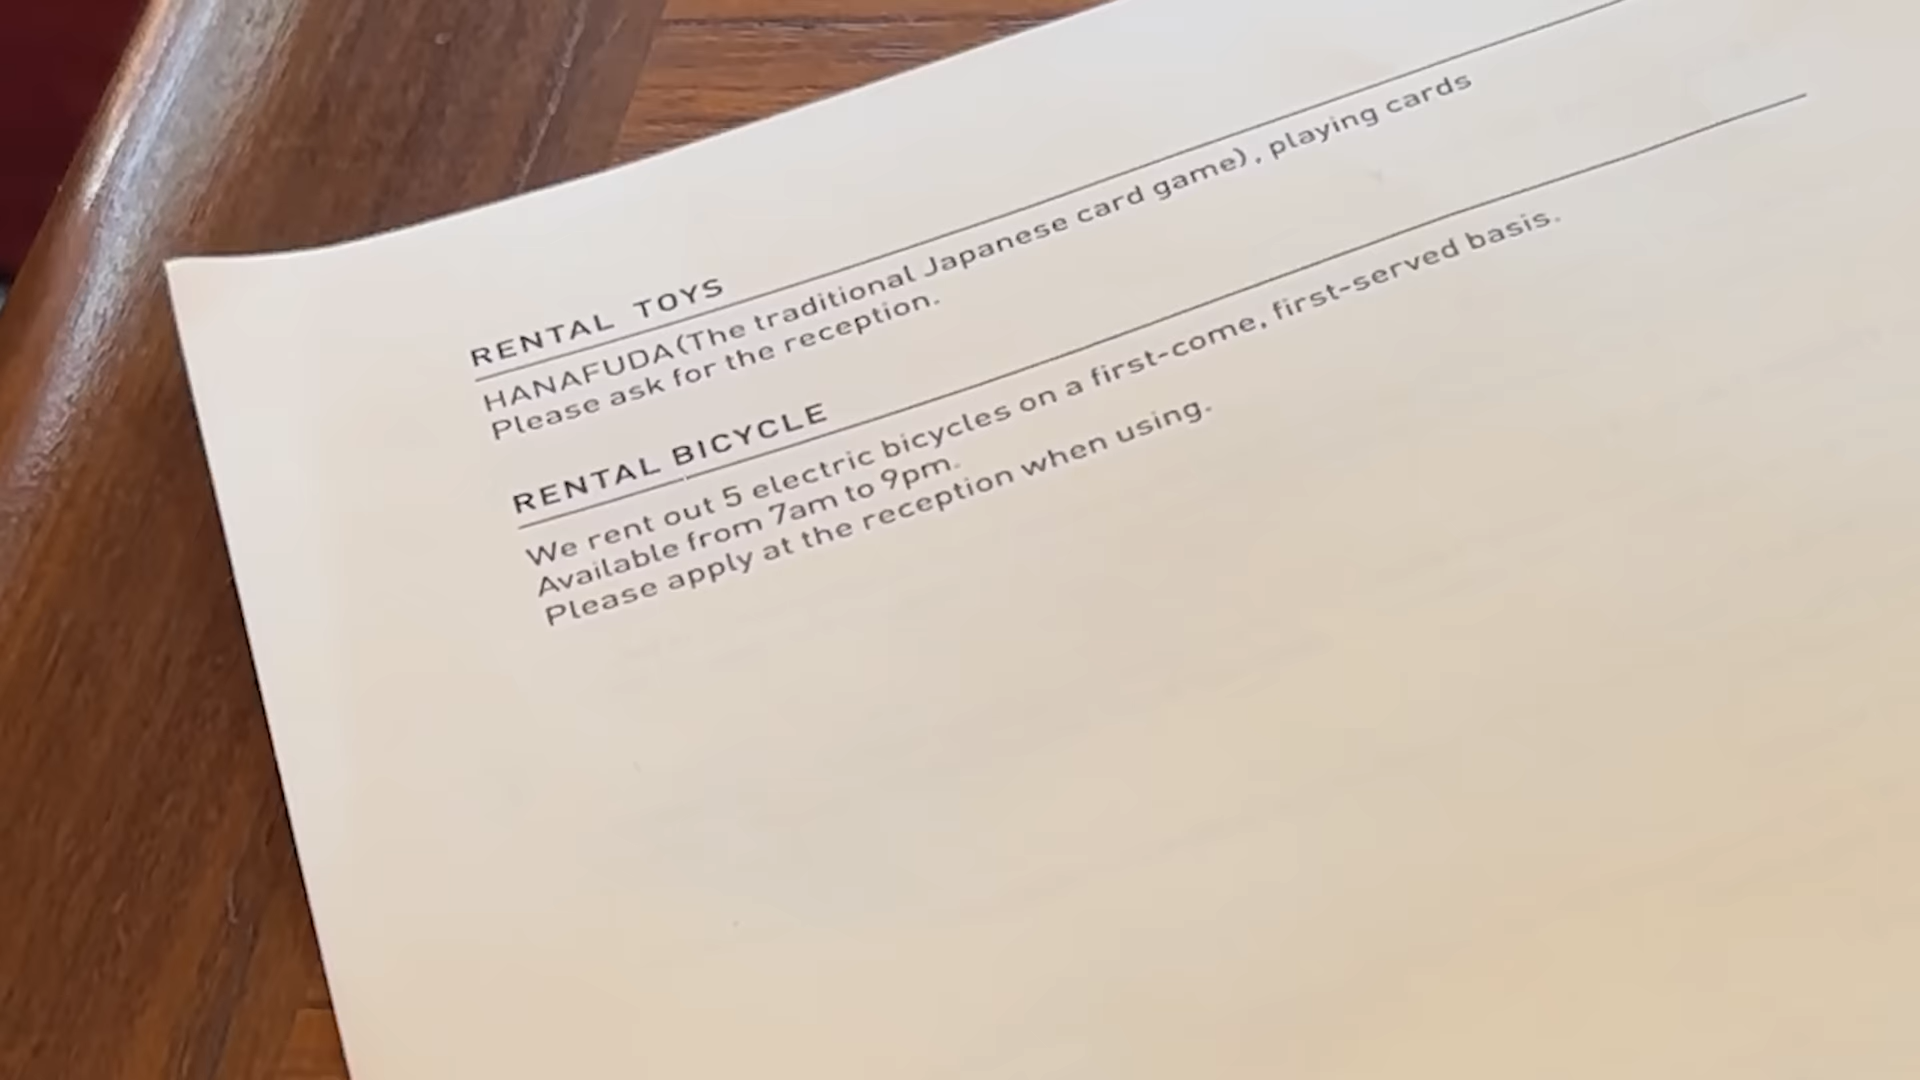 RENTAL TOYS
HANAFUDA(The traditional Japanese card game), playing cards
Please ask for the reception.
RENTAL BICYCLE
We rent out 5 electric bicycles on a first-come, first-served basis.
Available from 7am to 9pm.
Please apply at the reception when using.